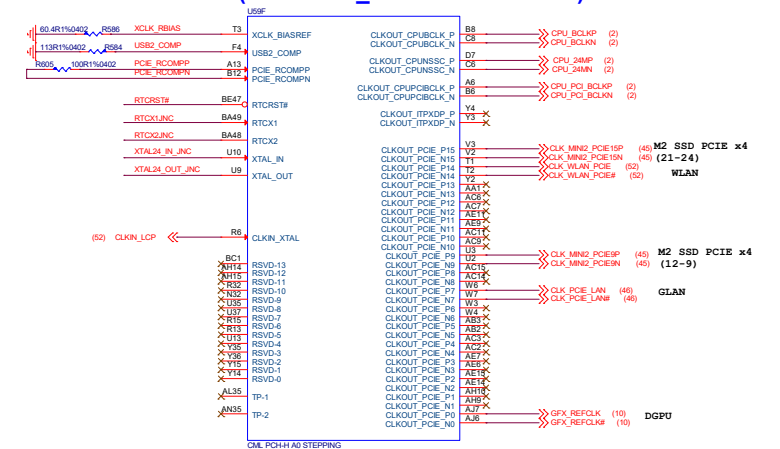 U59F
60.4R1%0402 R586 XCLK_RBIAS T3 XCLK_BIASREF
113R1%0402 R584 USB2_COMP F4 USB2_COMP
R605 100R1%0402 PCIE_RCOMPP A13 PCIE_RCOMPP
PCIE_RCOMPN B12 PCIE_RCOMPN
RTCRST# BE47 RTCRST#
RTCX1JNC BA49 RTCX1
RTCX2JNC BA48 RTCX2
XTAL24_IN_JNC U10 XTAL_IN
XTAL24_OUT_JNC U9 XTAL_OUT
(52) CLKIN_LCP R6 CLKIN_XTAL
BC1 RSVD-13
AH14 RSVD-12
AH15 RSVD-11
R32 RSVD-10
N32 RSVD-9
U35 RSVD-8
U37 RSVD-7
R15 RSVD-6
R13 RSVD-5
U13 RSVD-4
Y35 RSVD-3
Y36 RSVD-2
Y15 RSVD-1
Y14 RSVD-0
AL35 TP-1
AN35 TP-2
CLKOUT_CPUBCLK_P B8 CPU_BCLKP (2)
CLKOUT_CPUBCLK_N C8 CPU_BCLKN (2)
CLKOUT_CPUNSSC_P D7 CPU_24MP (2)
CLKOUT_CPUNSSC_N C6 CPU_24MN (2)
CLKOUT_CPUPCIBCLK_P A6 CPU_PCI_BCLKP (2)
CLKOUT_CPUPCIBCLK_N B6 CPU_PCI_BCLKN (2)
CLKOUT_ITPXDP_P Y4
CLKOUT_ITPXDP_N Y3
CLKOUT_PCIE_P15 V3 CLK_MINI2_PCIE15P (45) M2 SSD PCIE x4
CLKOUT_PCIE_N15 V2 CLK_MINI2_PCIE15N (45) (21-24)
CLKOUT_PCIE_P14 T1 CLK_WLAN_PCIE (52)
CLKOUT_PCIE_N14 T2 CLK_WLAN_PCIE# (52) WLAN
CLKOUT_PCIE_P13 Y2
CLKOUT_PCIE_N13 AA1
CLKOUT_PCIE_P12 AC6
CLKOUT_PCIE_N12 AC7
CLKOUT_PCIE_P11 AE11
CLKOUT_PCIE_N11 AE9
CLKOUT_PCIE_P10 AC11
CLKOUT_PCIE_N10 AC9
CLKOUT_PCIE_P9 U3 CLK_MINI2_PCIE9P (45) M2 SSD PCIE x4
CLKOUT_PCIE_N9 U2 CLK_MINI2_PCIE9N (45) (12-9)
CLKOUT_PCIE_P8 AC15
CLKOUT_PCIE_N8 AC14
CLKOUT_PCIE_P7 W6 CLK_PCIE_LAN (46) GLAN
CLKOUT_PCIE_N7 W7 CLK_PCIE_LAN# (46)
CLKOUT_PCIE_P6 W3
CLKOUT_PCIE_N6 W4
CLKOUT_PCIE_P5 AB3
CLKOUT_PCIE_N5 AB2
CLKOUT_PCIE_P4 AC3
CLKOUT_PCIE_N4 AC2
CLKOUT_PCIE_P3 AE7
CLKOUT_PCIE_N3 AE6
CLKOUT_PCIE_P2 AE15
CLKOUT_PCIE_N2 AE14
CLKOUT_PCIE_P1 AH10
CLKOUT_PCIE_N1 AH9
CLKOUT_PCIE_P0 AJ7 GFX_REFCLK (10) DGPU
CLKOUT_PCIE_N0 AJ6 GFX_REFCLK# (10)
CML PCH-H A0 STEPPING